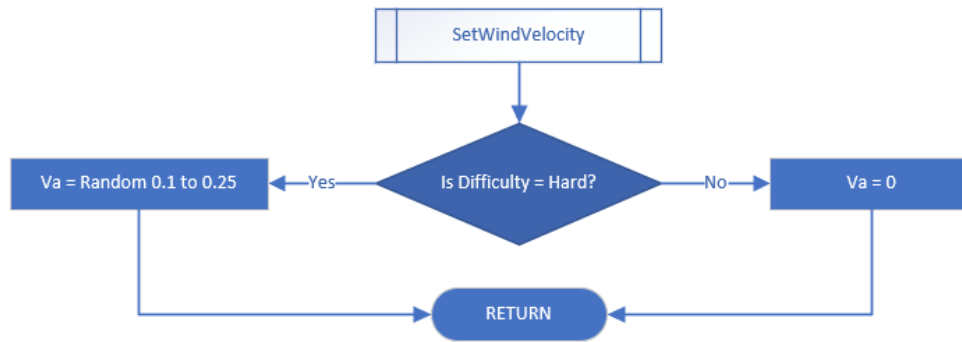 SetWindVelocity
Is Difficulty = Hard?
Yes
No
Va = Random 0.1 to 0.25
Va = 0
RETURN